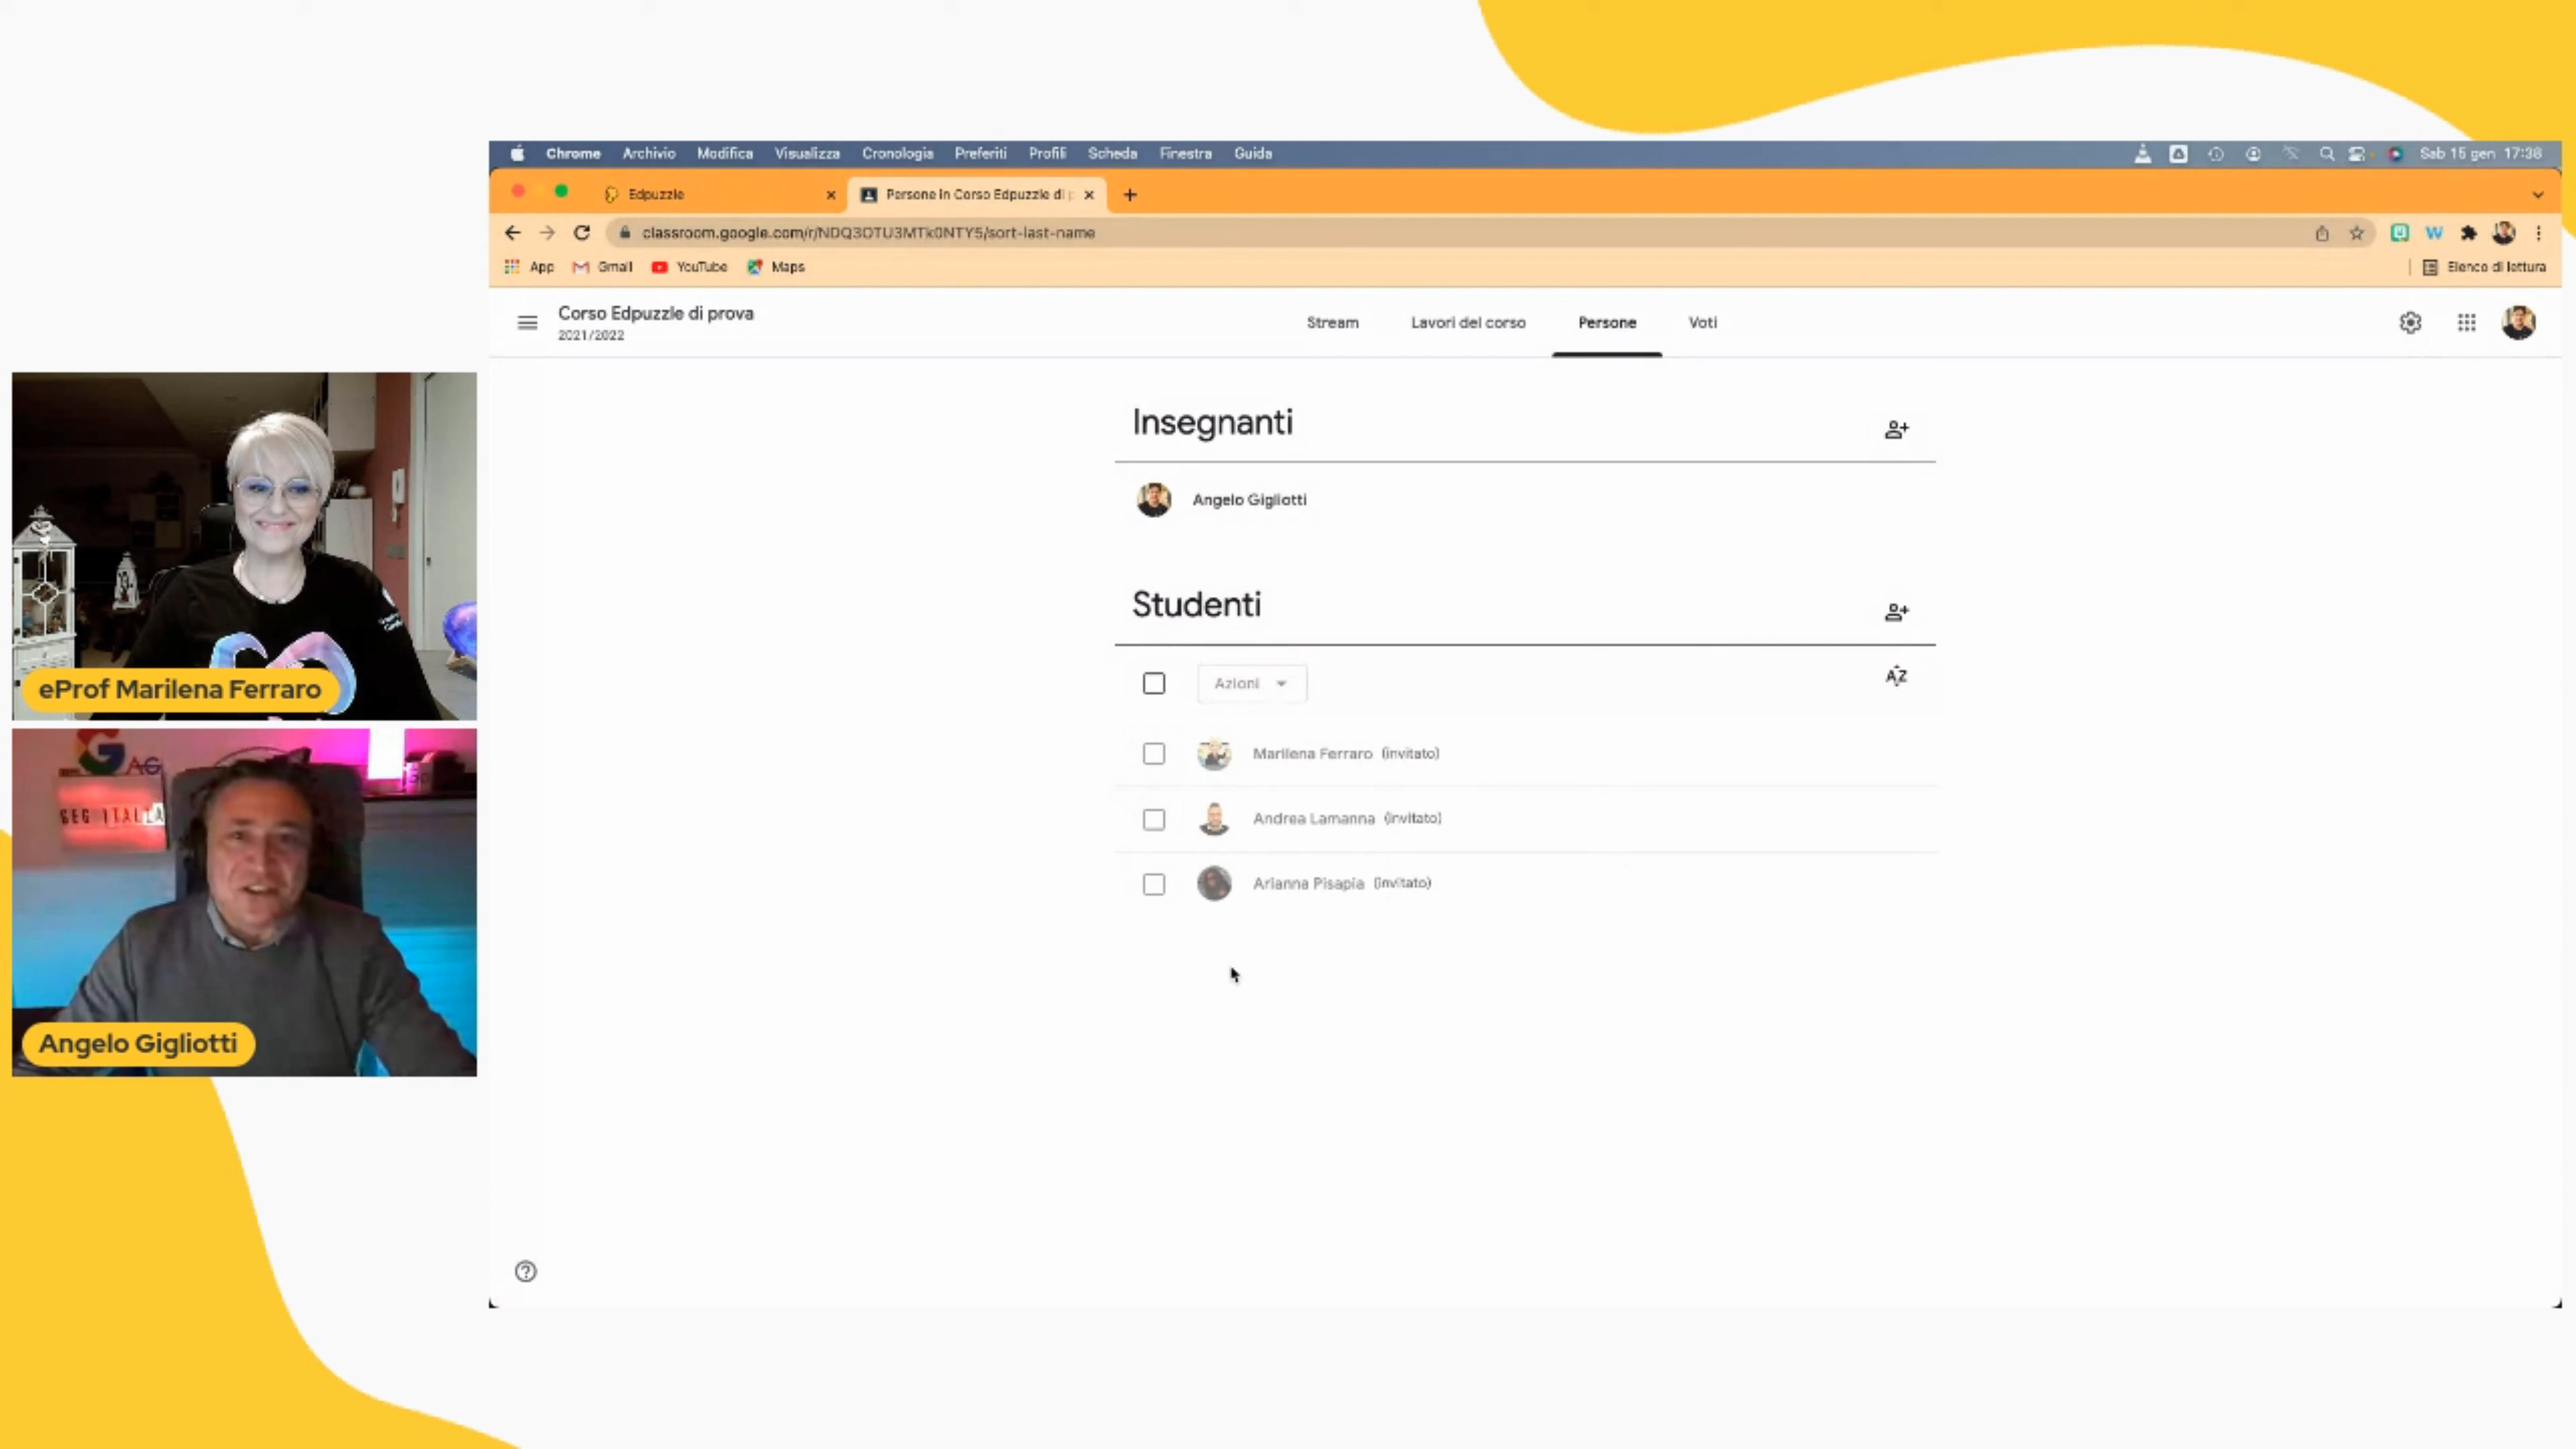 Chrome Archivio Modifica Visualizza Cronologia Preferiti Profili Scheda Finestra Guida Sab 15 gen 17:38
Edpuzzle Persone in Corso Edpuzzle di p
classroom.google.com/r/NDQ3OTU3MTk0NTY5/sort-last-name
App Gmail YouTube Maps Elenco di lettura
Corso Edpuzzle di prova
2021/2022
Stream Lavori del corso Persone Voti
Insegnanti
Angelo Gigliotti
Studenti
Azioni
AZ
Marilena Ferraro (invitato)
Andrea Lamanna (invitato)
Arianna Pisapia (invitato)
eProf Marilena Ferraro
G AG
GEG ITALIA
Angelo Gigliotti